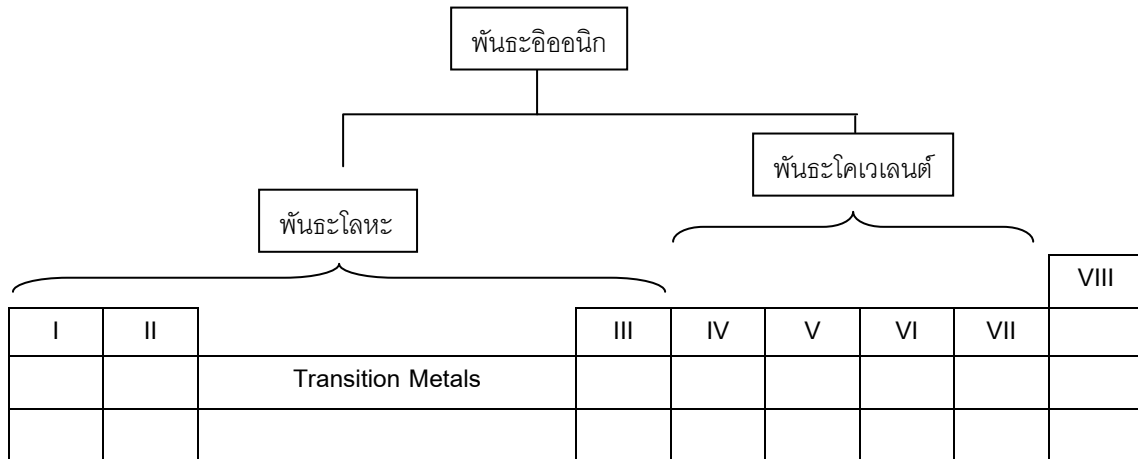 พันธะอิออนิก
พันธะโคเวเลนต์
พันธะโลหะ
VIII
I II III IV V VI VII
Transition Metals